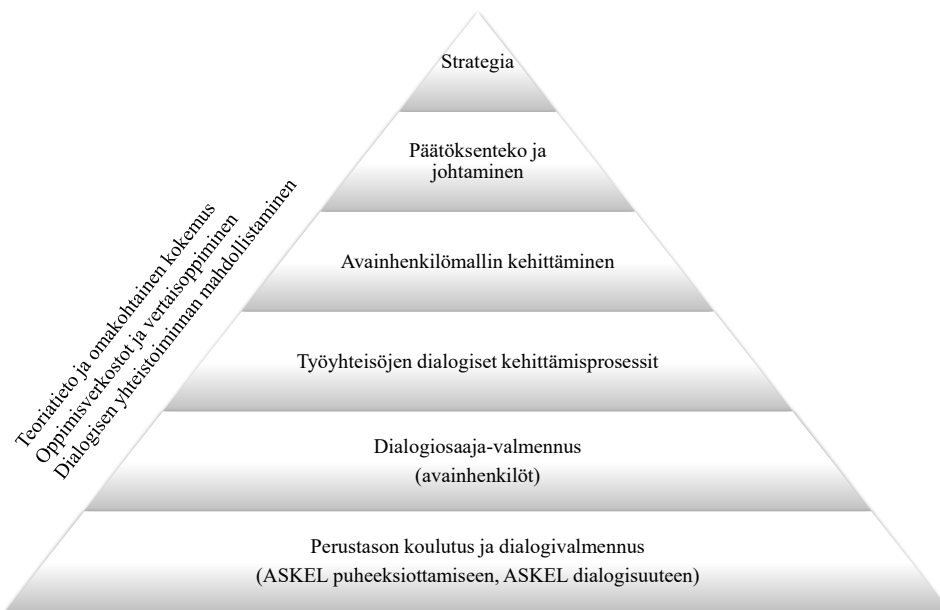 Strategia
Päätöksenteko ja
johtaminen
Avainhenkilömallin kehittäminen
Työyhteisöjen dialogiset kehittämisprosessit
Dialogiosaaja-valmennus
(avainhenkilöt)
Perustason koulutus ja dialogivalmennus
(ASKEL puheeksiottamiseen, ASKEL dialogisuuteen)
Teoriatieto ja omakohtainen kokemus
Oppimisverkostot ja vertaisoppiminen
Dialogisen yhteistoiminnan mahdollistaminen